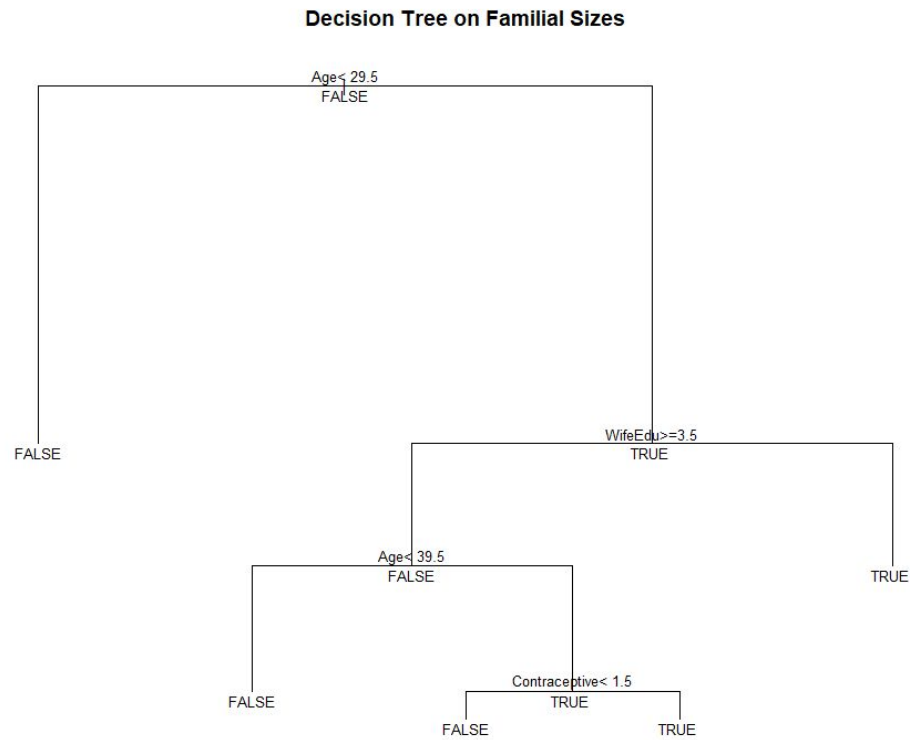 Decision Tree on Familial Sizes
Age< 29.5
FALSE
FALSE
WifeEdu>=3.5
TRUE
Age< 39.5
FALSE
TRUE
FALSE
Contraceptive< 1.5
TRUE
FALSE
TRUE